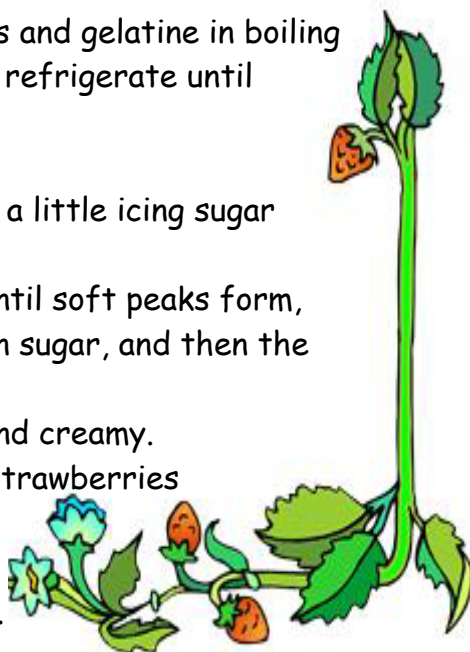 s and gelatine in boiling
refrigerate until
a little icing sugar
ntil soft peaks form,
sugar, and then the
nd creamy.
trawberries
.